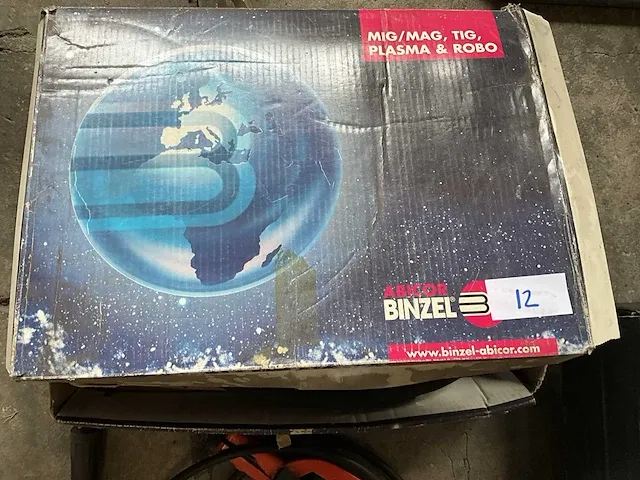 MIG/MAG, TIG,
PLASMA & ROBO
ABICOR
BINZEL®
12
www.binzel-abicor.com